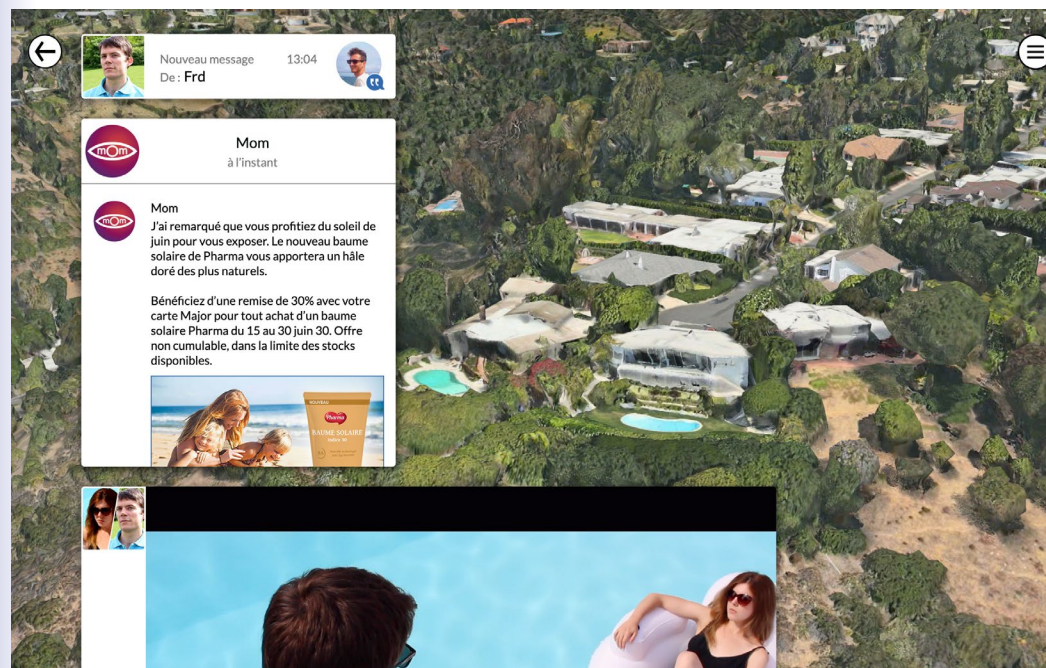 Nouveau message 13:04
De : Frd
mOm
Mom
à l'instant
mOm
Mom
J'ai remarqué que vous profitiez du soleil de
juin pour vous exposer. Le nouveau baume
solaire de Pharma vous apportera un hâle
doré des plus naturels.
Bénéficiez d'une remise de 30% avec votre
carte Major pour tout achat d'un baume
solaire Pharma du 15 au 30 juin 30. Offre
non cumulable, dans la limite des stocks
disponibles.
NOUVEAU
Pharma
BAUME SOLAIRE